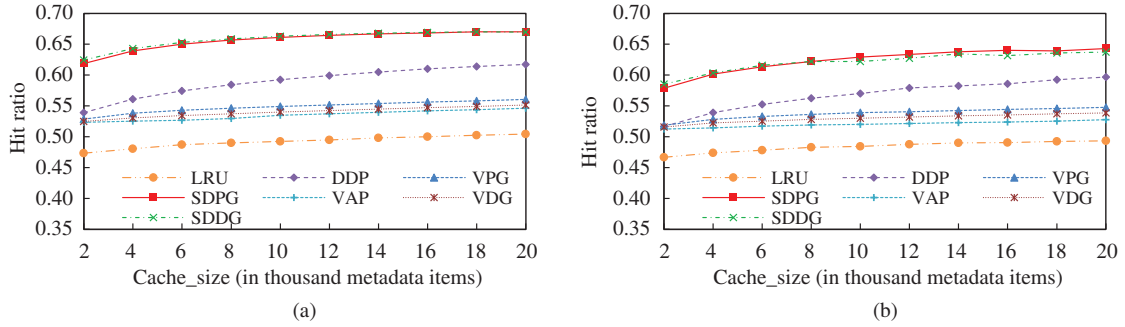 0.70
0.65
0.60
0.55
0.50
0.45
0.40
0.35
Hit ratio
LRU DDP VPG
SDPG VAP VDG
SDDG
2 4 6 8 10 12 14 16 18 20
Cache_size (in thousand metadata items)
(a)
0.70
0.65
0.60
0.55
0.50
0.45
0.40
0.35
Hit ratio
LRU DDP VPG
SDPG VAP VDG
SDDG
2 4 6 8 10 12 14 16 18 20
Cache_size (in thousand metadata items)
(b)